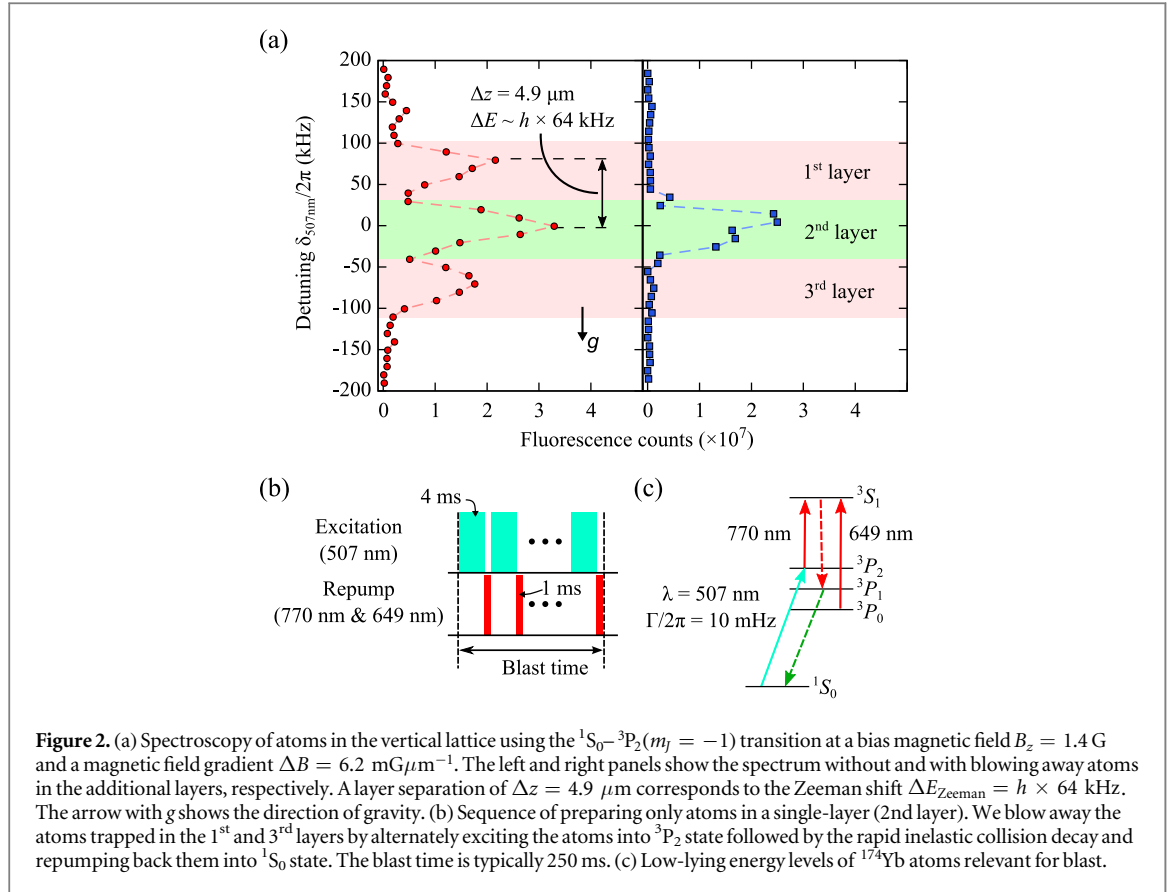 (a)
200
150
100
50
0
-50
-100
-150
-200
Detuning δ507nm/2π (kHz)
Δz = 4.9 μm
ΔE ~ h × 64 kHz
1st layer
2nd layer
3rd layer
g
0 1 2 3 4 0 1 2 3 4
Fluorescence counts (×10^7)
(b)
4 ms
Excitation
(507 nm)
Repump
(770 nm & 649 nm)
1 ms
Blast time
(c)
3S1
770 nm
649 nm
3P2
3P1
3P0
λ = 507 nm
Γ/2π = 10 mHz
1S0
Figure 2. (a) Spectroscopy of atoms in the vertical lattice using the 1S0–3P2(mJ = −1) transition at a bias magnetic field Bz = 1.4 G
and a magnetic field gradient ΔB = 6.2 mGμm−1. The left and right panels show the spectrum without and with blowing away atoms
in the additional layers, respectively. A layer separation of Δz = 4.9 μm corresponds to the Zeeman shift ΔEZeeman = h × 64 kHz.
The arrow with g shows the direction of gravity. (b) Sequence of preparing only atoms in a single-layer (2nd layer). We blow away the
atoms trapped in the 1st and 3rd layers by alternately exciting the atoms into 3P2 state followed by the rapid inelastic collision decay and
repumping back them into 1S0 state. The blast time is typically 250 ms. (c) Low-lying energy levels of 174Yb atoms relevant for blast.